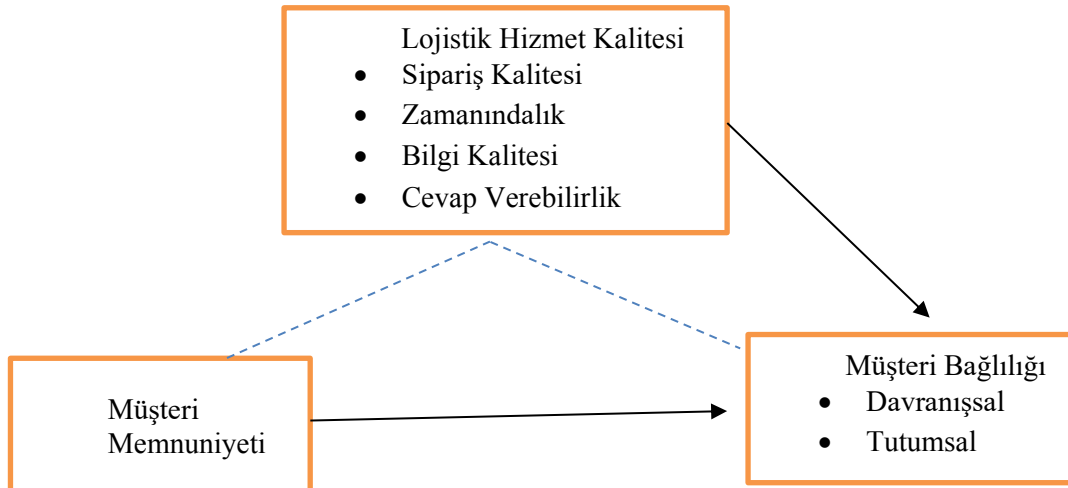 Lojistik Hizmet Kalitesi
• Sipariş Kalitesi
• Zamanındalık
• Bilgi Kalitesi
• Cevap Verebilirlik
Müşteri
Memnuniyeti
Müşteri Bağlılığı
• Davranışsal
• Tutumsal